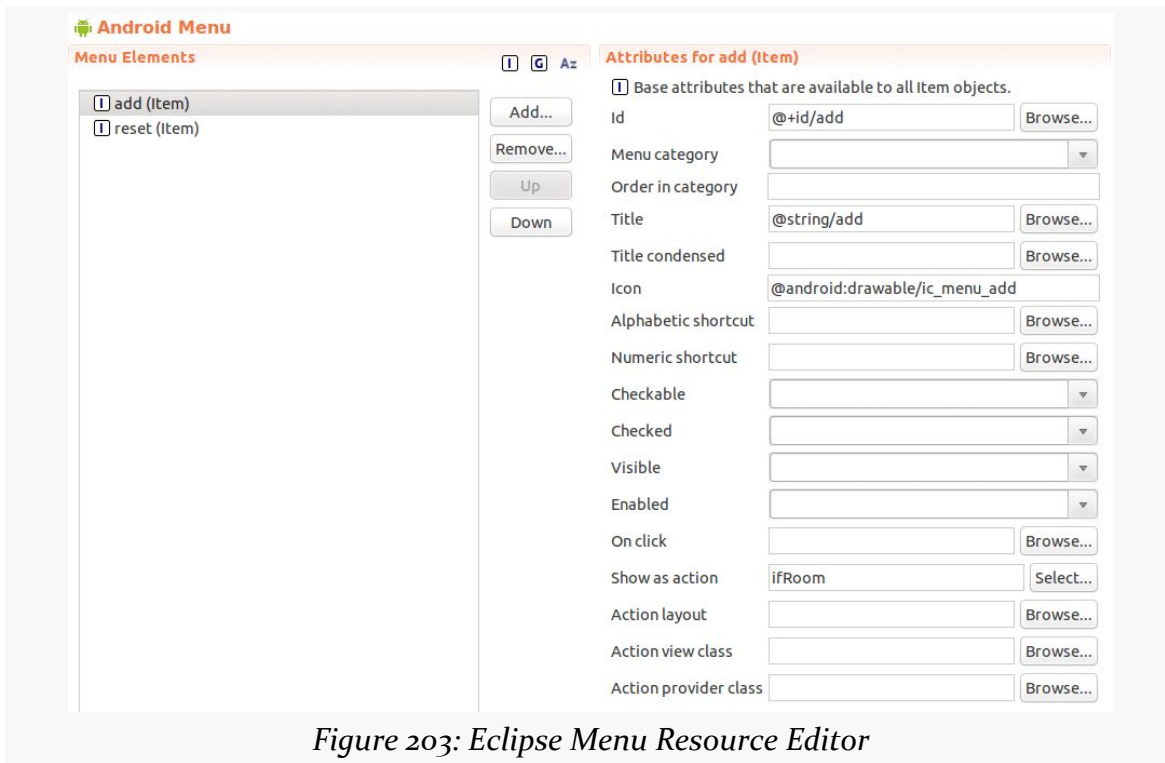 Android Menu
Menu Elements
I G Az
I add (Item)
I reset (Item)
Add...
Remove...
Up
Down
Attributes for add (Item)
I Base attributes that are available to all Item objects.
Id @+id/add Browse...
Menu category
Order in category
Title @string/add Browse...
Title condensed Browse...
Icon @android:drawable/ic_menu_add
Alphabetic shortcut Browse...
Numeric shortcut Browse...
Checkable
Checked
Visible
Enabled
On click Browse...
Show as action ifRoom Select...
Action layout Browse...
Action view class Browse...
Action provider class Browse...
Figure 203: Eclipse Menu Resource Editor